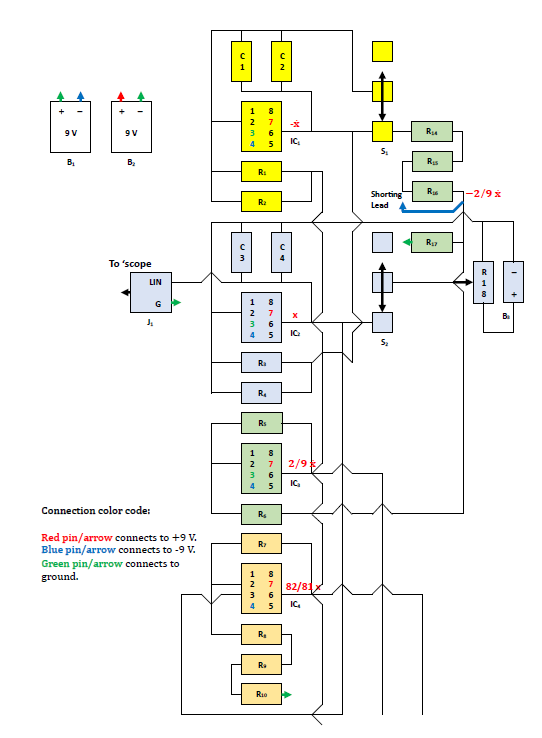 C 1
C 2
+ −
9 V
B₁
+ −
9 V
B₂
1 8
2 7
3 6
4 5
-ẋ
IC₁
S₁
R₁₄
R₁₅
R₁₆
−2/9 ẋ
Shorting
Lead
R₁
R₂
R₁₇
C 3
C 4
To ‘scope
LIN
G
J₁
1 8
2 7
3 6
4 5
x
IC₂
S₂
R 1 8
− +
B₃
R₃
R₄
R₅
1 8
2 7
3 6
4 5
2/9 ẋ
IC₃
R₆
Connection color code:
Red pin/arrow connects to +9 V.
Blue pin/arrow connects to -9 V.
Green pin/arrow connects to
ground.
R₇
1 8
2 7
3 6
4 5
82/81 x
IC₄
R₈
R₉
R₁₀